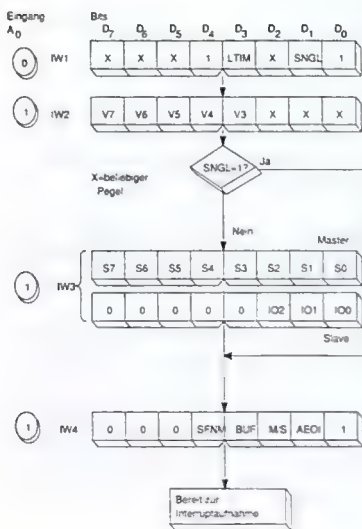 Eingang Bits
A0 D7 D6 D5 D4 D3 D2 D1 D0
0 IW1 X X X 1 LTIM X SNGL 1
1 IW2 V7 V6 V5 V4 V3 X X X
SNGL=1? Ja
X=beliebiger
Pegel
Nein
Master
S7 S6 S5 S4 S3 S2 S1 S0
1 IW3
0 0 0 0 0 IO2 IO1 IO0
Slave
1 IW4 0 0 0 SFNM BUF M/S AEOI 1
Bereit zur
Interruptaufnahme